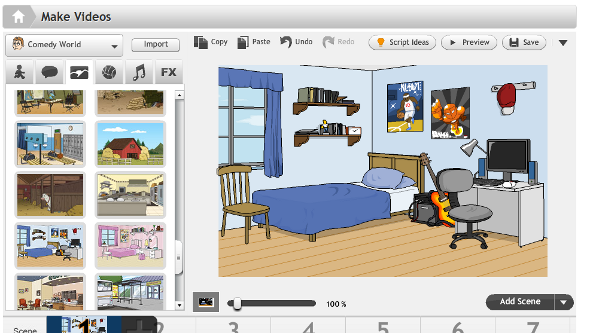 Make Videos
Comedy World
Import
Copy
Paste
Undo
Redo
Script Ideas
Preview
Save
FX
100 %
Add Scene
Scene
1 2 3 4 5 6 7